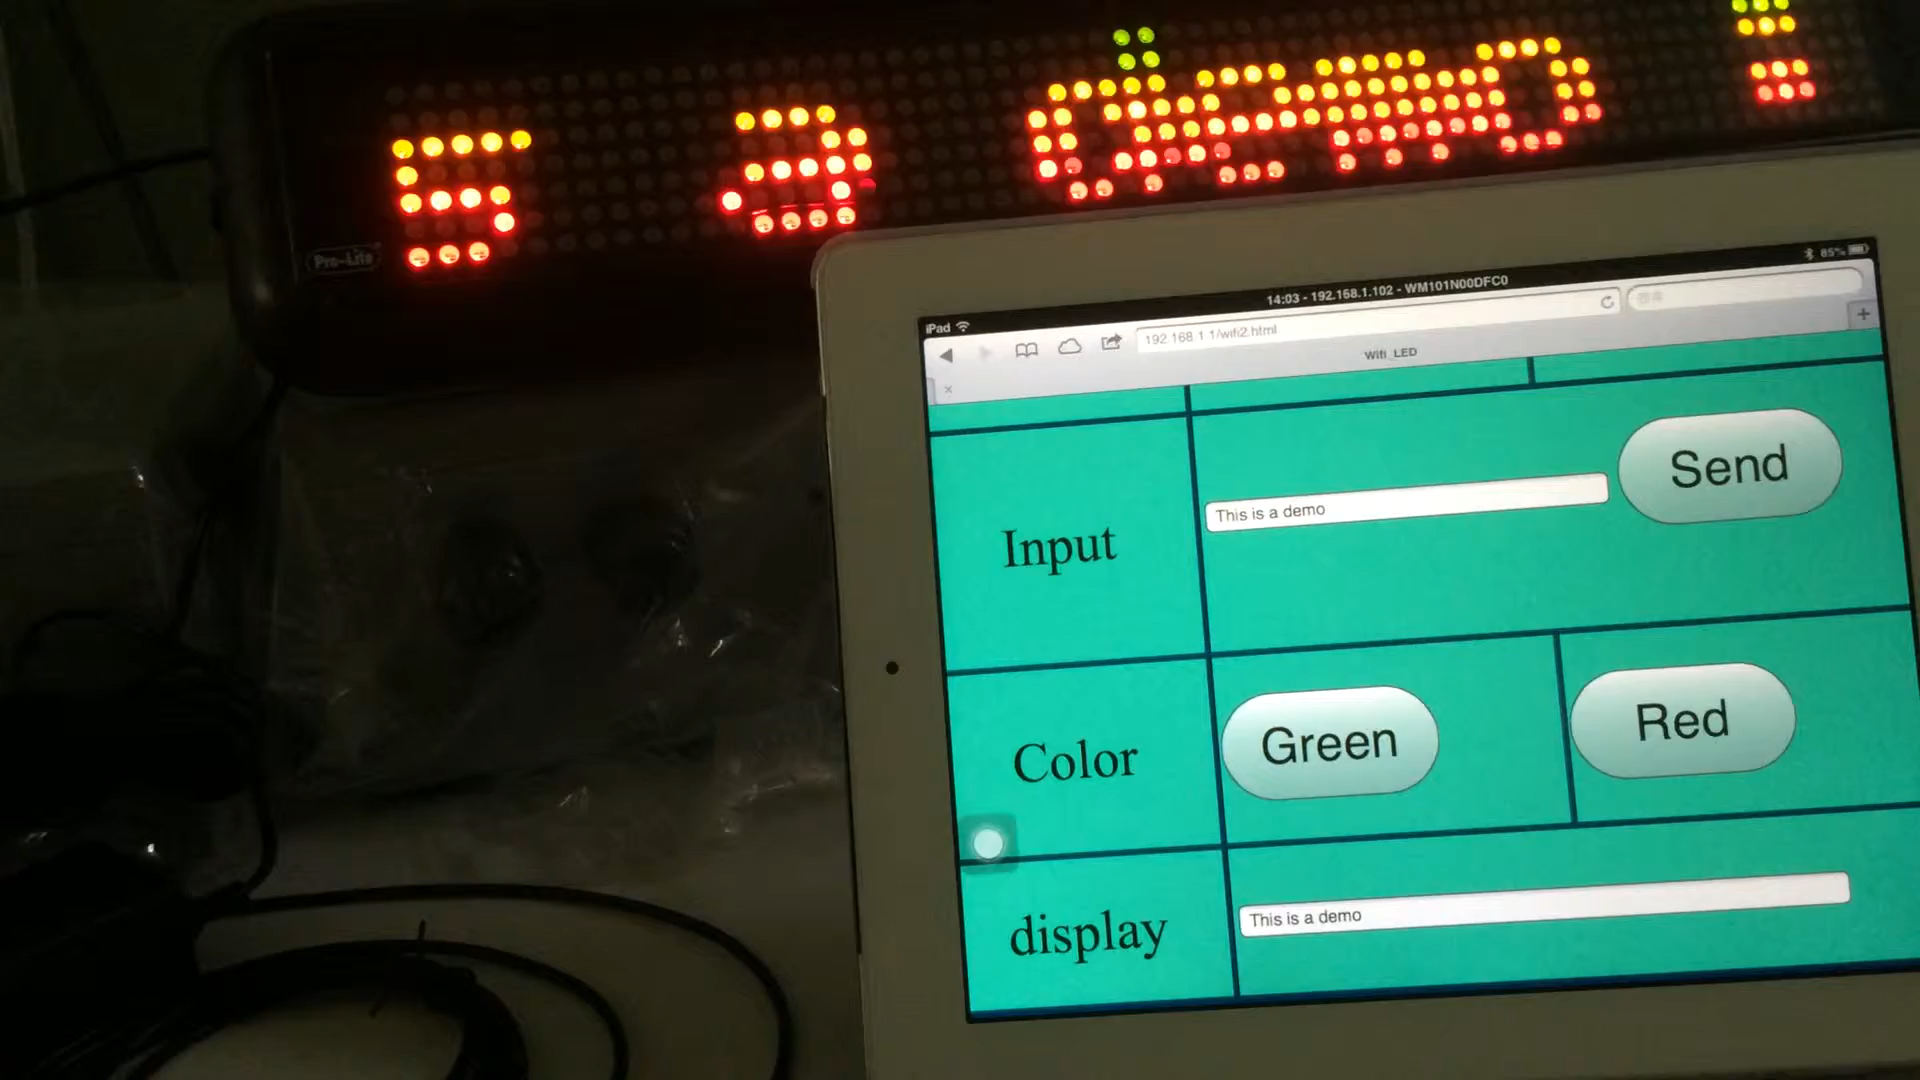 s a demo !
Pro-Lite
iPad 14:03 - 192.168.1.102 - WM101N00DFC0 85%
192.168.1.1/wifi2.html
Wifi_LED
Input This is a demo Send
Color Green Red
display This is a demo